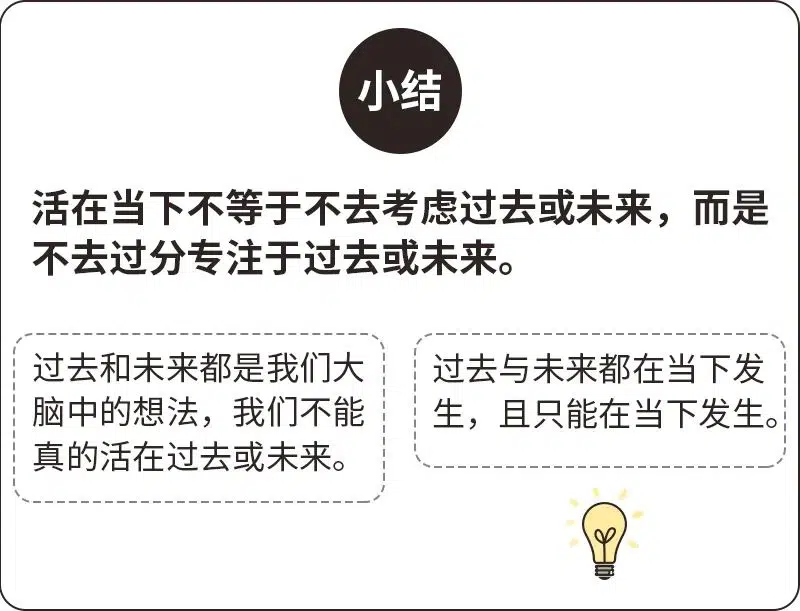 小结
活在当下不等于不去考虑过去或未来，而是
不去过分专注于过去或未来。
过去和未来都是我们大
脑中的想法，我们不能
真的活在过去或未来。
过去与未来都在当下发
生，且只能在当下发生。